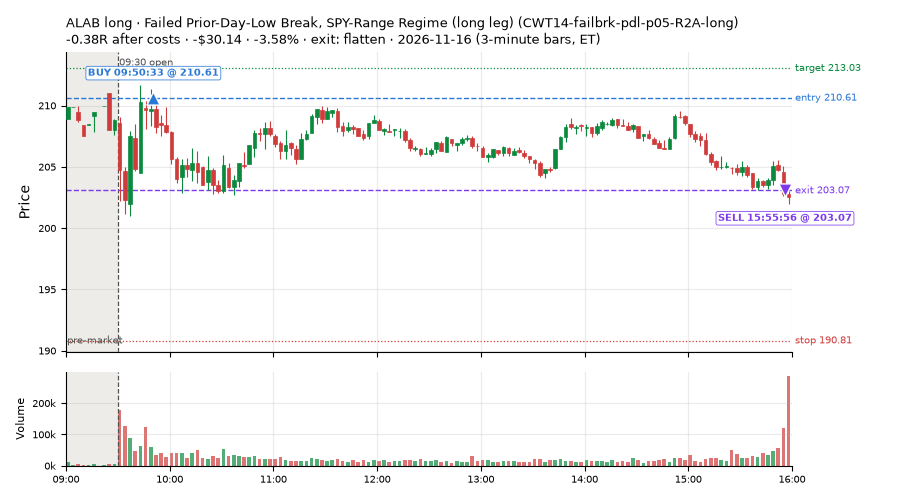 ALAB long · Failed Prior-Day-Low Break, SPY-Range Regime (long leg) (CWT14-failbrk-pdl-p05-R2A-long)
-0.38R after costs · -$30.14 · -3.58% · exit: flatten · 2026-11-16 (3-minute bars, ET)
09:30 open
target 213.03
BUY 09:50:33 @ 210.61
entry 210.61
210
205
200
195
190
Price
exit 203.07
SELL 15:55:56 @ 203.07
pre-market
stop 190.81
Volume
200k
100k
0k
09:00
10:00
11:00
12:00
13:00
14:00
15:00
16:00